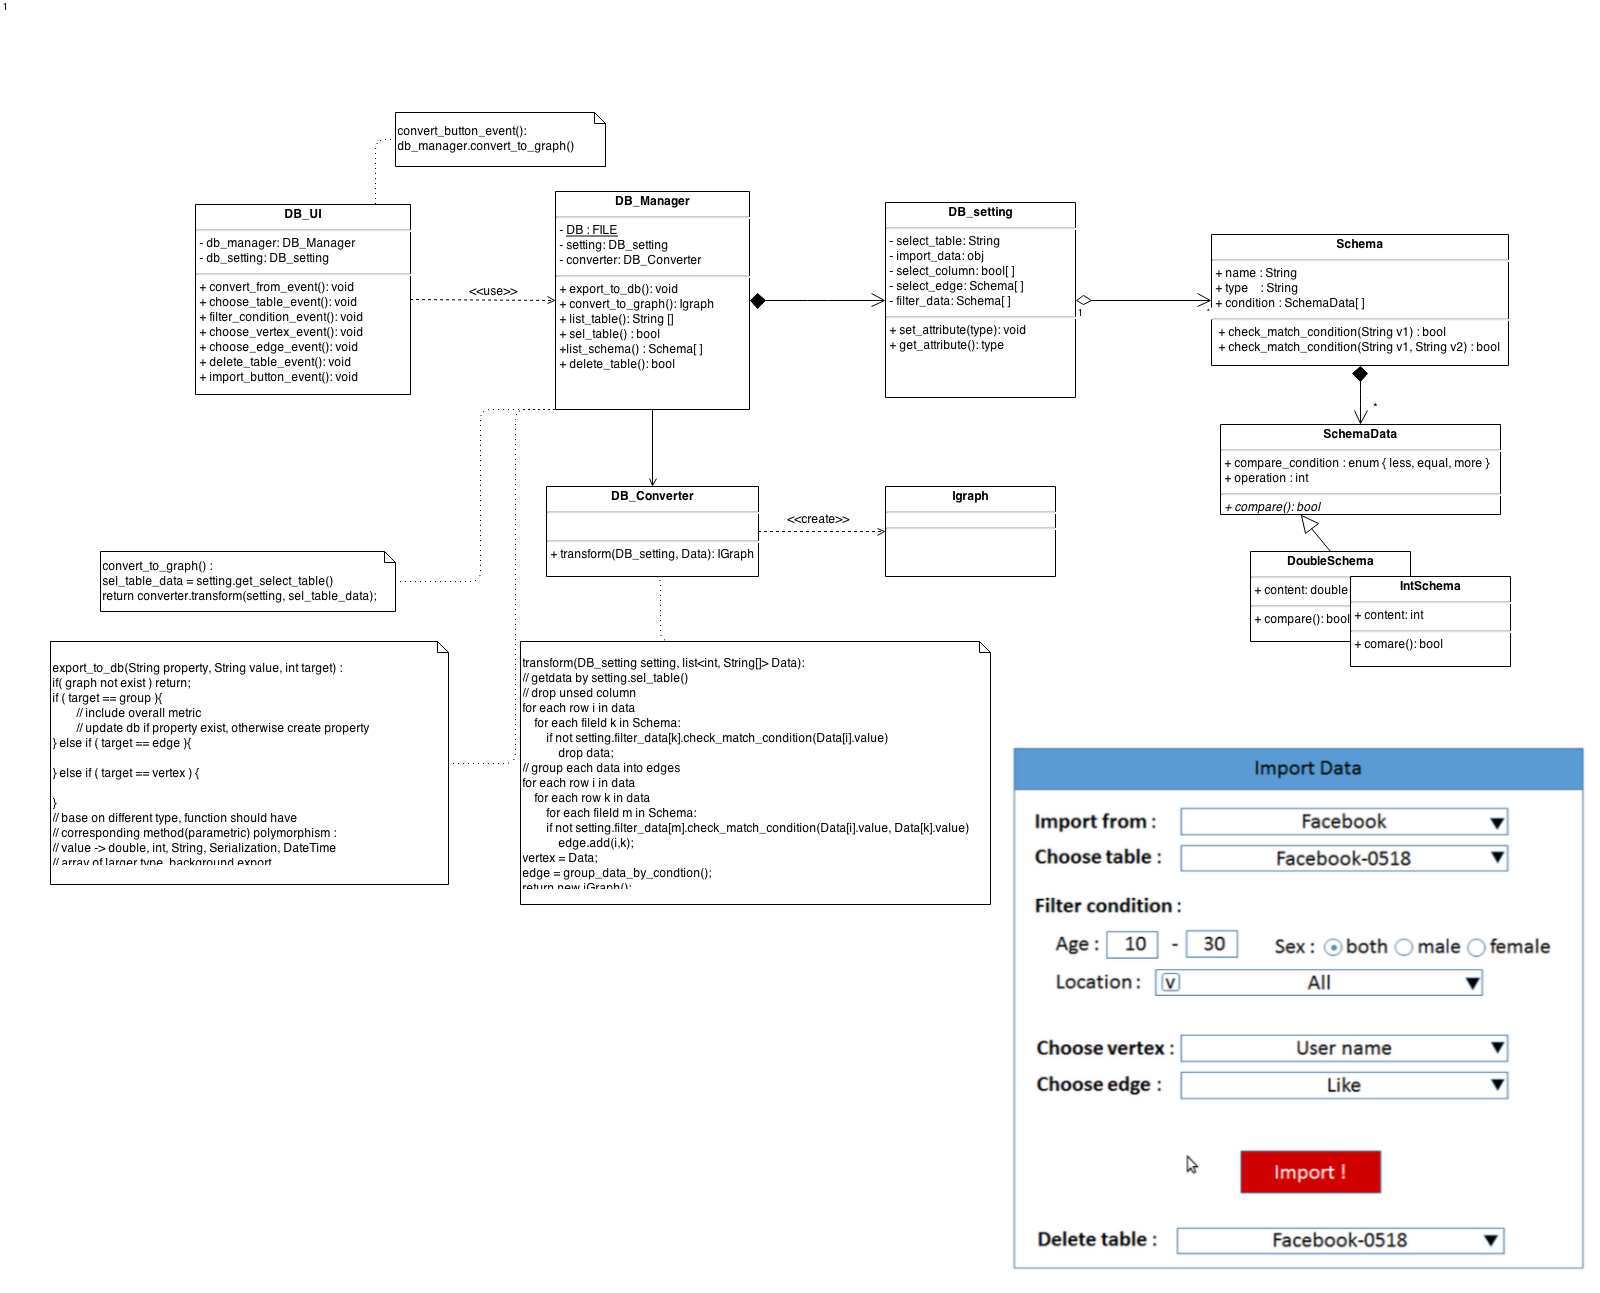 1
convert_button_event():
db_manager.convert_to_graph()
DB_UI
- db_manager: DB_Manager
- db_setting: DB_setting
+ convert_from_event(): void
+ choose_table_event(): void
+ filter_condition_event(): void
+ choose_vertex_event(): void
+ choose_edge_event(): void
+ delete_table_event(): void
+ import_button_event(): void
<<use>>
DB_Manager
- DB : FILE
- setting: DB_setting
- converter: DB_Converter
+ export_to_db(): void
+ convert_to_graph(): Igraph
+ list_table(): String []
+ sel_table() : bool
+list_schema() : Schema[ ]
+ delete_table(): bool
DB_setting
- select_table: String
- import_data: obj
- select_column: bool[ ]
- select_edge: Schema[ ]
- filter_data: Schema[ ]
+ set_attribute(type): void
+ get_attribute(): type
1
*
Schema
+ name : String
+ type : String
+ condition : SchemaData[ ]
+ check_match_condition(String v1) : bool
+ check_match_condition(String v1, String v2) : bool
*
SchemaData
+ compare_condition : enum { less, equal, more }
+ operation : int
+ compare(): bool
DoubleSchema
+ content: double
+ compare(): bool
IntSchema
+ content: int
+ comare(): bool
DB_Converter
+ transform(DB_setting, Data): IGraph
<<create>>
Igraph
convert_to_graph() :
sel_table_data = setting.get_select_table()
return converter.transform(setting, sel_table_data);
export_to_db(String property, String value, int target) :
if( graph not exist ) return;
if ( target == group ){
// include overall metric
// update db if property exist, otherwise create property
} else if ( target == edge ){
} else if ( target == vertex ) {
}
// base on different type, function should have
// corresponding method(parametric) polymorphism :
// value -> double, int, String, Serialization, DateTime
// array of larger type, background export
transform(DB_setting setting, list<int, String[]> Data):
// getdata by setting.sel_table()
// drop unsed column
for each row i in data
for each fileld k in Schema:
if not setting.filter_data[k].check_match_condition(Data[i].value)
drop data;
// group each data into edges
for each row i in data
for each row k in data
for each fileld m in Schema:
if not setting.filter_data[m].check_match_condition(Data[i].value, Data[k].value)
edge.add(i,k);
vertex = Data;
edge = group_data_by_condtion();
return new iGraph();
Import Data
Import from : Facebook
Choose table : Facebook-0518
Filter condition :
Age : 10 - 30 Sex : both male female
Location : v All
Choose vertex : User name
Choose edge : Like
Import !
Delete table : Facebook-0518